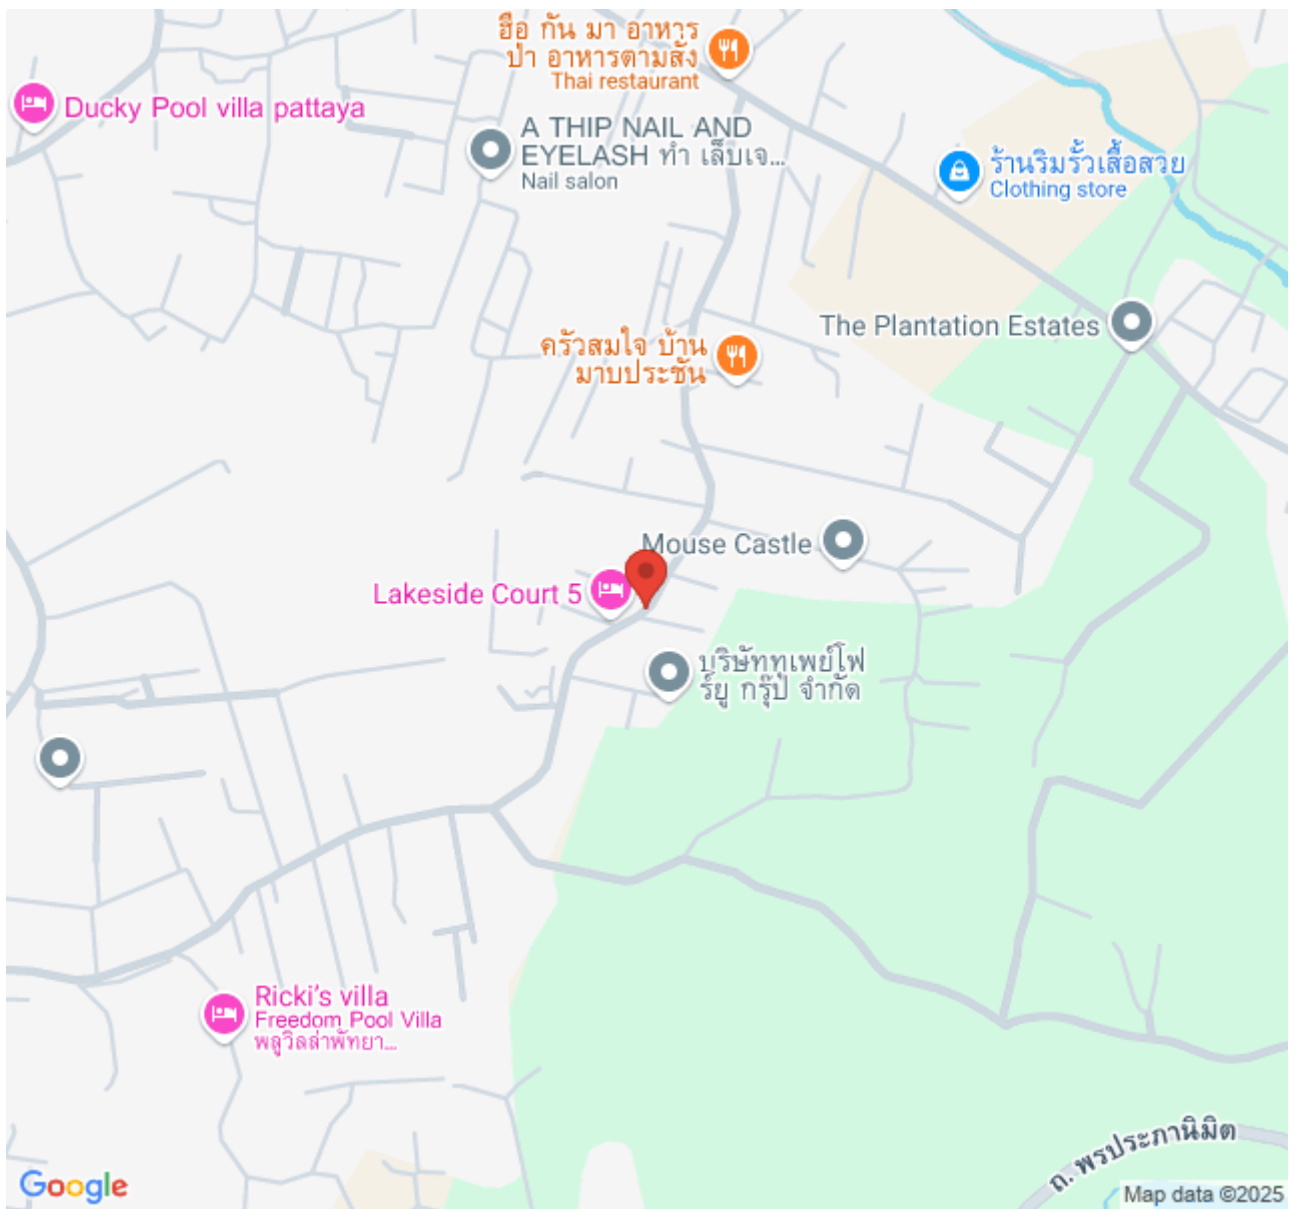 ฮือ กัน มา อาหาร
ป่า อาหารตามสั่ง
Thai restaurant
Ducky Pool villa pattaya
A THIP NAIL AND
EYELASH ทำ เล็บเจ...
Nail salon
ร้านริมรั้วเสื้อสวย
Clothing store
The Plantation Estates
ครัวสมใจ บ้าน
มาบประชัน
Mouse Castle
Lakeside Court 5
บริษัททูเพย์โฟ
ร์ยู กรุ๊ป จำกัด
Ricki's villa
Freedom Pool Villa
พลูวิลล่าพัทยา...
ถ. พรประภานิมิต
Google
Map data ©2025